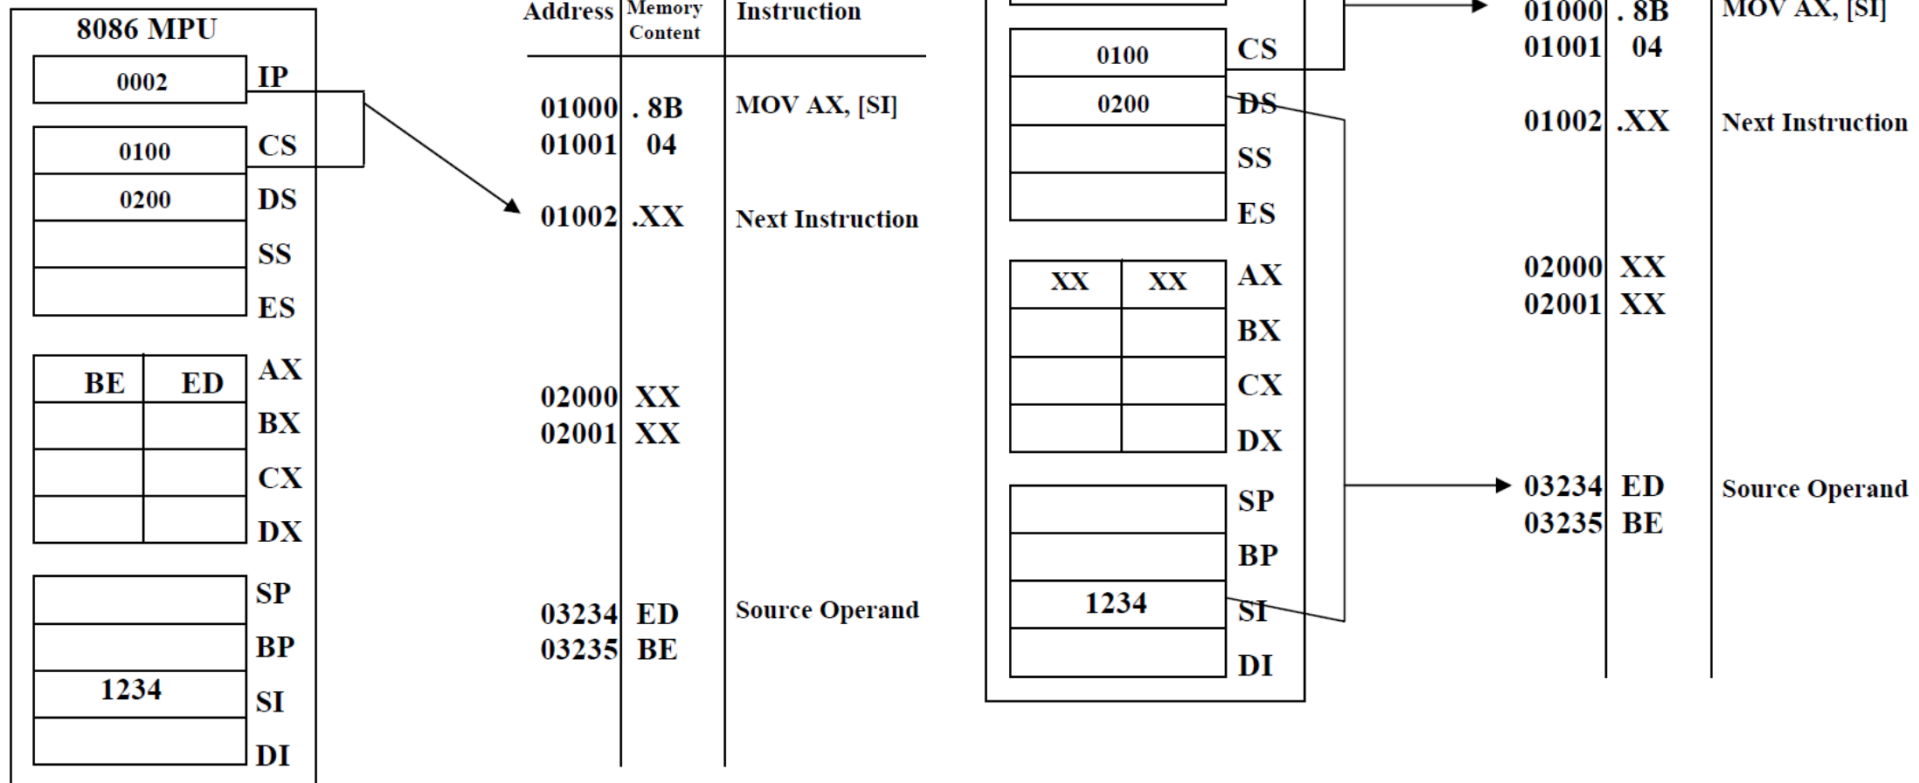 8086 MPU
0002 IP
0100 CS
0200 DS
SS
ES
BE ED AX
BX
CX
DX
SP
BP
1234 SI
DI
Address Memory Content Instruction
01000 . 8B MOV AX, [SI]
01001 04
01002 .XX Next Instruction
02000 XX
02001 XX
03234 ED Source Operand
03235 BE
0100 CS
0200 DS
SS
ES
XX XX AX
BX
CX
DX
SP
BP
1234 SI
DI
01000 . 8B MOV AX, [SI]
01001 04
01002 .XX Next Instruction
02000 XX
02001 XX
03234 ED Source Operand
03235 BE